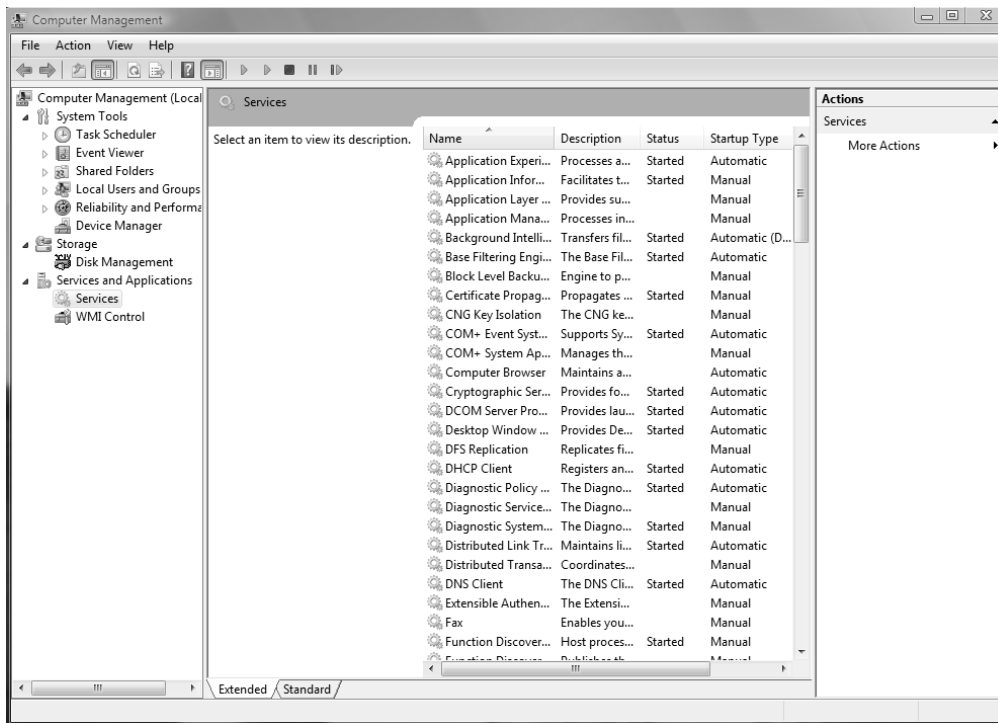 Computer Management
File Action View Help
Computer Management (Local
System Tools
Task Scheduler
Event Viewer
Shared Folders
Local Users and Groups
Reliability and Performa
Device Manager
Storage
Disk Management
Services and Applications
Services
WMI Control
Services
Select an item to view its description.
Name Description Status Startup Type
Application Experi... Processes a... Started Automatic
Application Infor... Facilitates t... Started Manual
Application Layer ... Provides su... Manual
Application Mana... Processes in... Manual
Background Intelli... Transfers fil... Started Automatic (D...
Base Filtering Engi... The Base Fil... Started Automatic
Block Level Backu... Engine to p... Manual
Certificate Propag... Propagates ... Started Manual
CNG Key Isolation The CNG ke... Manual
COM+ Event Syst... Supports Sy... Started Automatic
COM+ System Ap... Manages th... Manual
Computer Browser Maintains a... Automatic
Cryptographic Ser... Provides fo... Started Automatic
DCOM Server Pro... Provides lau... Started Automatic
Desktop Window ... Provides De... Started Automatic
DFS Replication Replicates fi... Manual
DHCP Client Registers an... Started Automatic
Diagnostic Policy ... The Diagno... Started Automatic
Diagnostic Service... The Diagno... Manual
Diagnostic System... The Diagno... Started Manual
Distributed Link Tr... Maintains li... Started Automatic
Distributed Transa... Coordinates... Manual
DNS Client The DNS Cli... Started Automatic
Extensible Authen... The Extensi... Manual
Fax Enables you... Manual
Function Discover... Host proces... Started Manual
Extended Standard
Actions
Services
More Actions